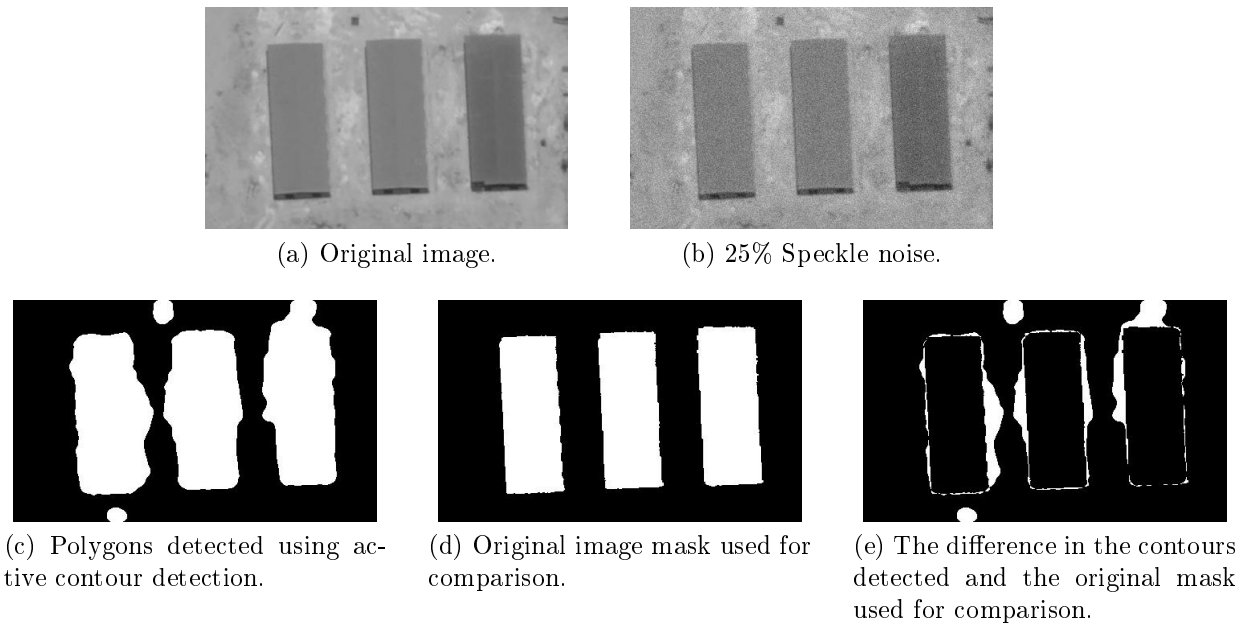 (a) Original image.
(b) 25% Speckle noise.
(c) Polygons detected using ac-
tive contour detection.
(d) Original image mask used for
comparison.
(e) The difference in the contours
detected and the original mask
used for comparison.